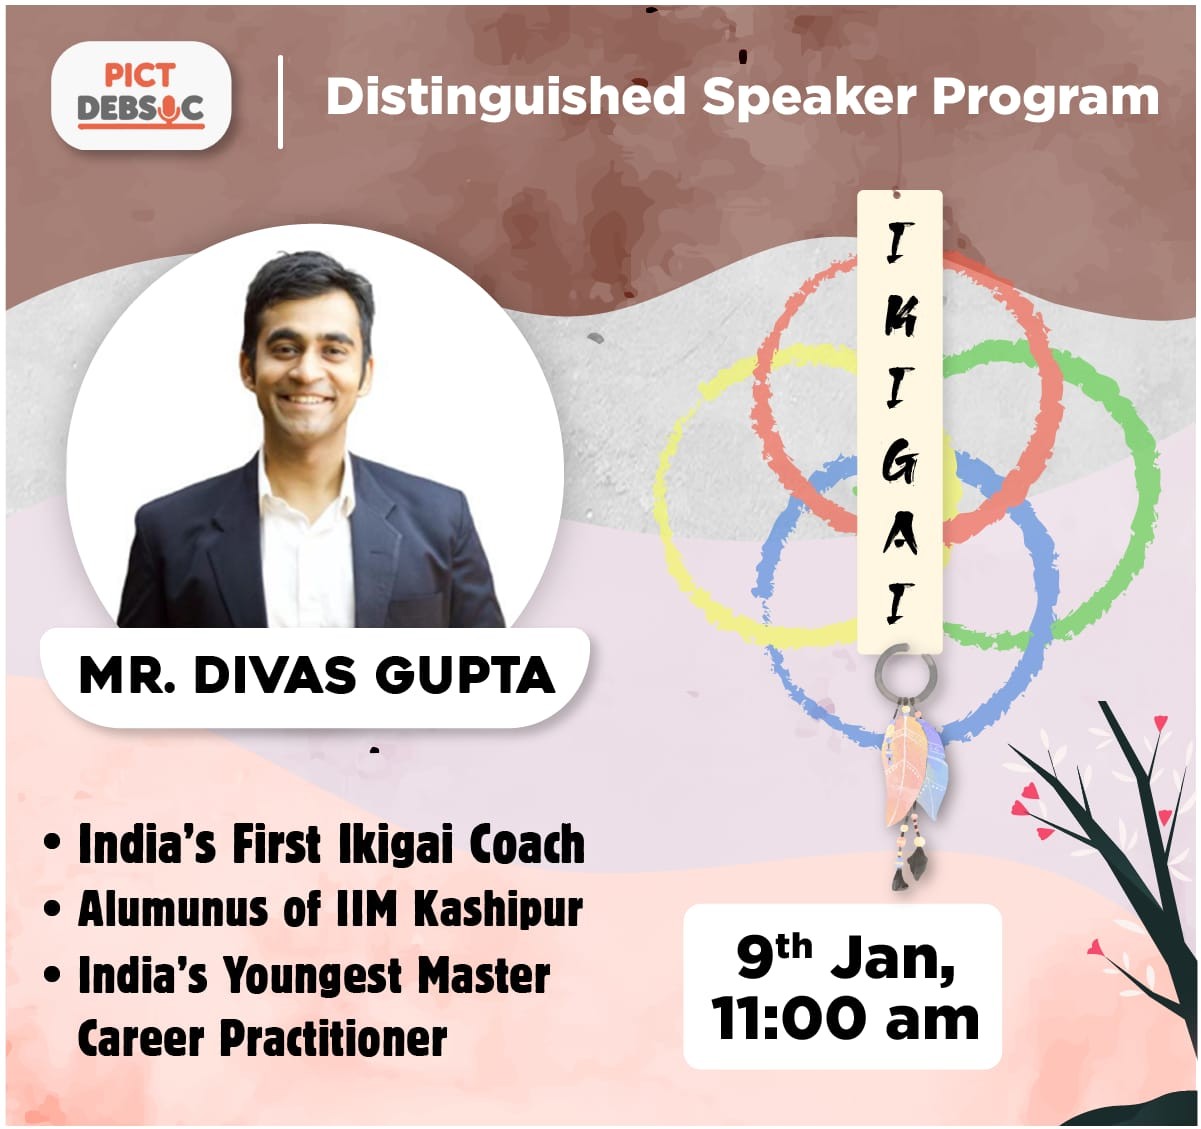 PICT
DEBSOC
Distinguished Speaker Program
IKIGAI
MR. DIVAS GUPTA
• India's First Ikigai Coach
• Alumunus of IIM Kashipur
• India's Youngest Master
Career Practitioner
9th Jan,
11:00 am